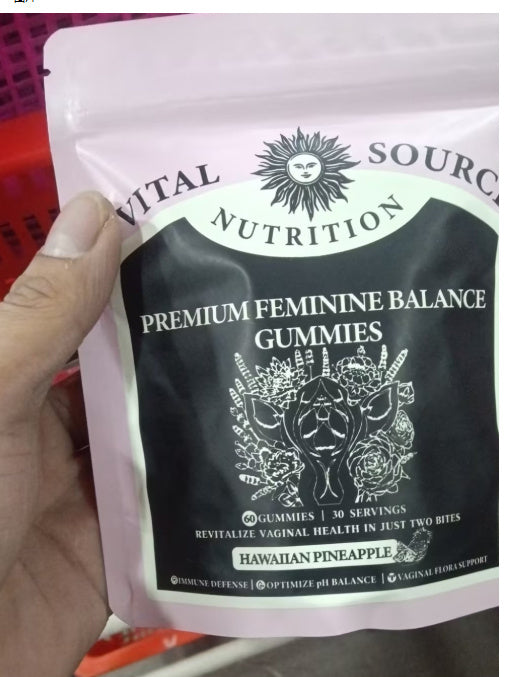 VITAL SOURC
NUTRITION
PREMIUM FEMININE BALANCE
GUMMIES
60 GUMMIES | 30 SERVINGS
REVITALIZE VAGINAL HEALTH IN JUST TWO BITES
HAWAIIAN PINEAPPLE
IMMUNE DEFENSE | OPTIMIZE pH BALANCE | VAGINAL FLORA SUPPORT